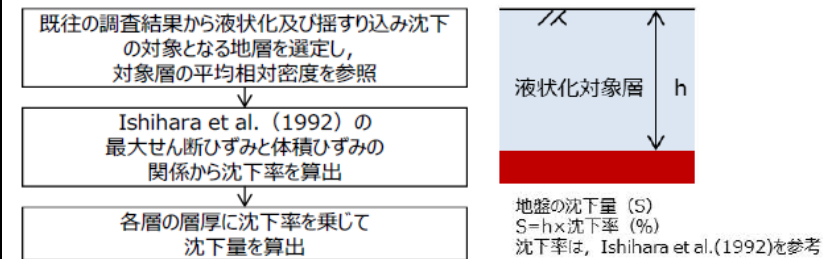 既往の調査結果から液状化及び揺すり込み沈下
の対象となる地層を選定し,
対象層の平均相対密度を参照
Ishihara et al.（1992）の
最大せん断ひずみと体積ひずみの
関係から沈下率を算出
各層の層厚に沈下率を乗じて
沈下量を算出
液状化対象層
h
地盤の沈下量（S）
S=h×沈下率（%）
沈下率は，Ishihara et al.(1992)を参考